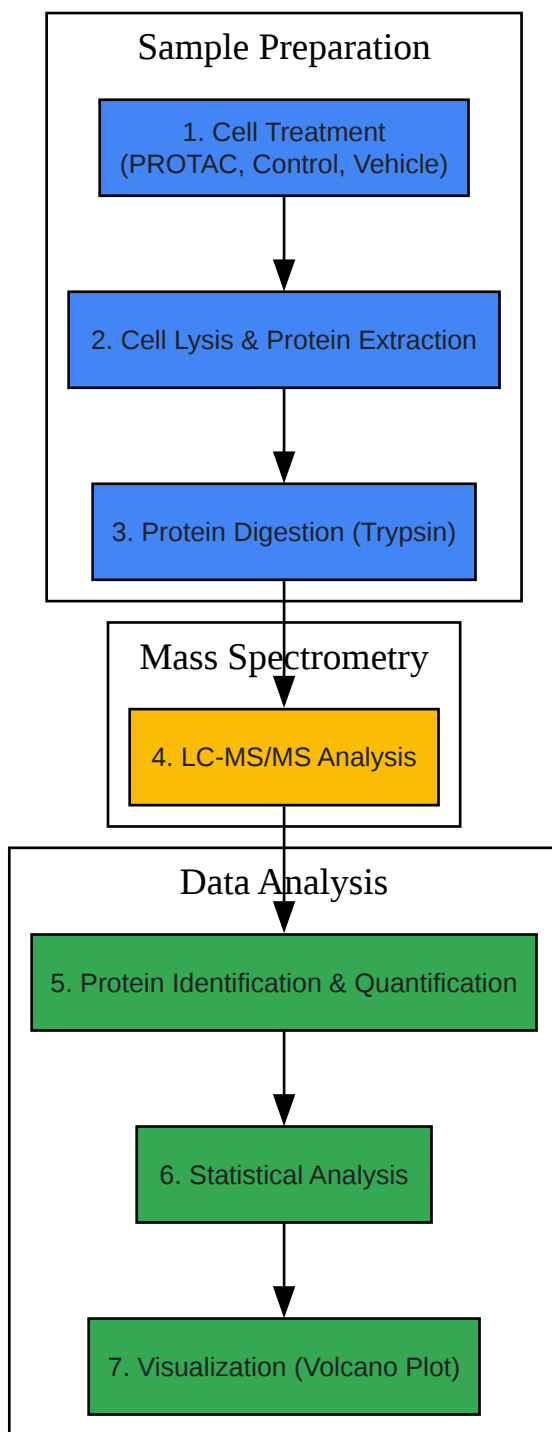 Sample Preparation
1. Cell Treatment
(PROTAC, Control, Vehicle)
2. Cell Lysis & Protein Extraction
3. Protein Digestion (Trypsin)
Mass Spectrometry
4. LC-MS/MS Analysis
Data Analysis
5. Protein Identification & Quantification
6. Statistical Analysis
7. Visualization (Volcano Plot)